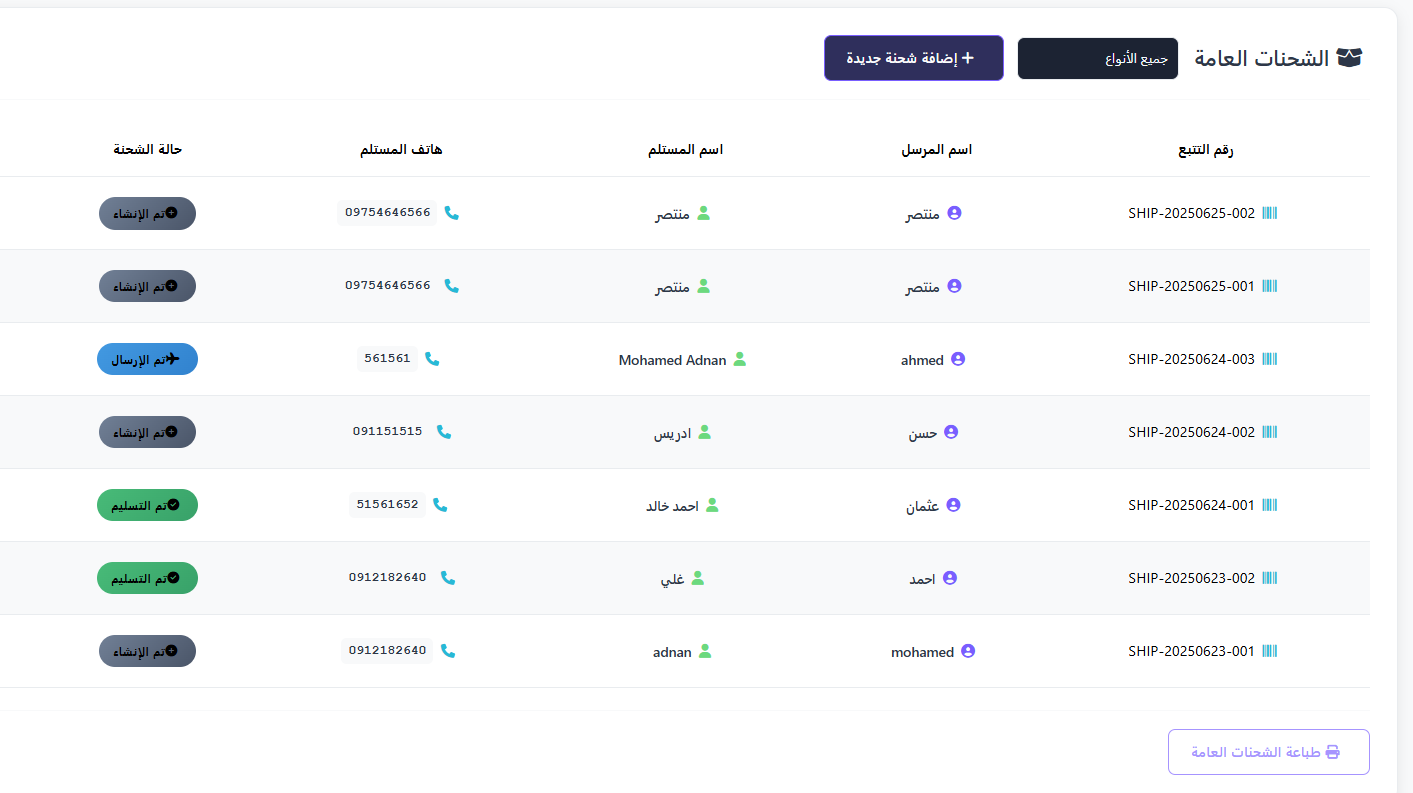 الشحنات العامة
جميع الأنواع
إضافة شحنة جديدة
رقم التتبع اسم المرسل اسم المستلم هاتف المستلم حالة الشحنة
SHIP-20250625-002 منتصر منتصر 09754646566 تم الإنشاء
SHIP-20250625-001 منتصر منتصر 09754646566 تم الإنشاء
SHIP-20250624-003 ahmed Mohamed Adnan 561561 تم الإرسال
SHIP-20250624-002 حسن ادريس 091151515 تم الإنشاء
SHIP-20250624-001 عثمان احمد خالد 51561652 تم التسليم
SHIP-20250623-002 احمد غلي 0912182640 تم التسليم
SHIP-20250623-001 mohamed adnan 0912182640 تم الإنشاء
طباعة الشحنات العامة